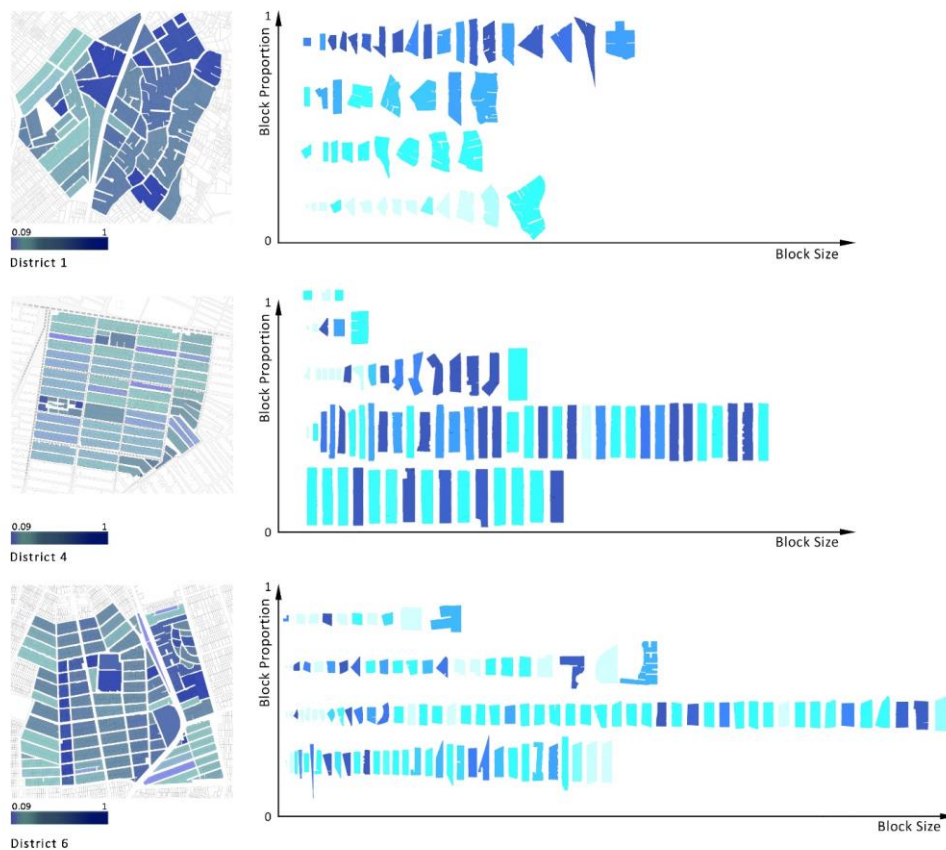 1
Block Proportion
0
Block Size
0.09 1
District 1
1
Block Proportion
0
Block Size
0.09 1
District 4
1
Block Proportion
0
Block Size
0.09 1
District 6